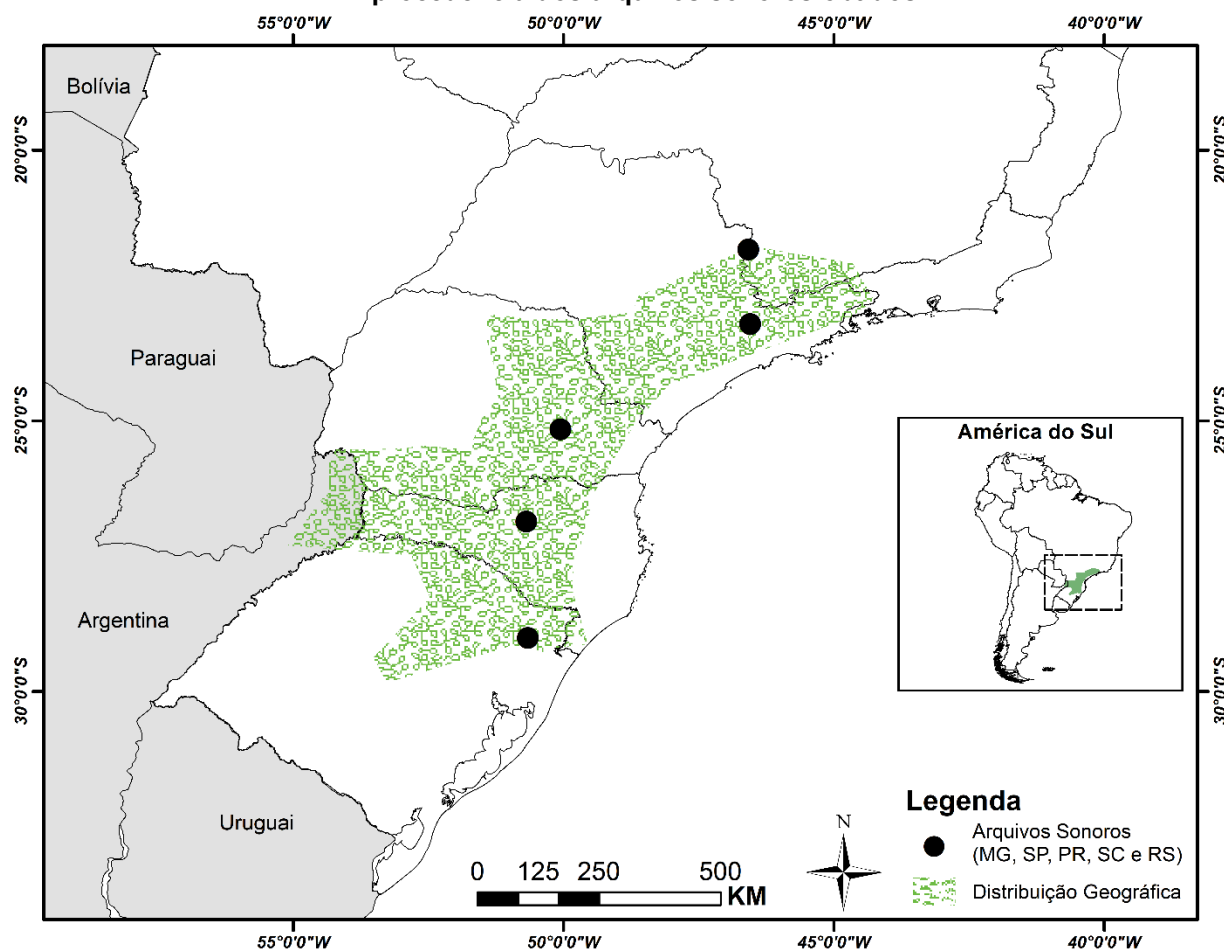 55°0'0"W 50°0'0"W 45°0'0"W 40°0'0"W
20°0'0"S
25°0'0"S
30°0'0"S
Bolívia
Paraguai
Argentina
Uruguai
América do Sul
20°0'0"S
25°0'0"S
30°0'0"S
Legenda
Arquivos Sonoros
(MG, SP, PR, SC e RS)
Distribuição Geográfica
N
0 125 250 500
KM
55°0'0"W 50°0'0"W 45°0'0"W 40°0'0"W